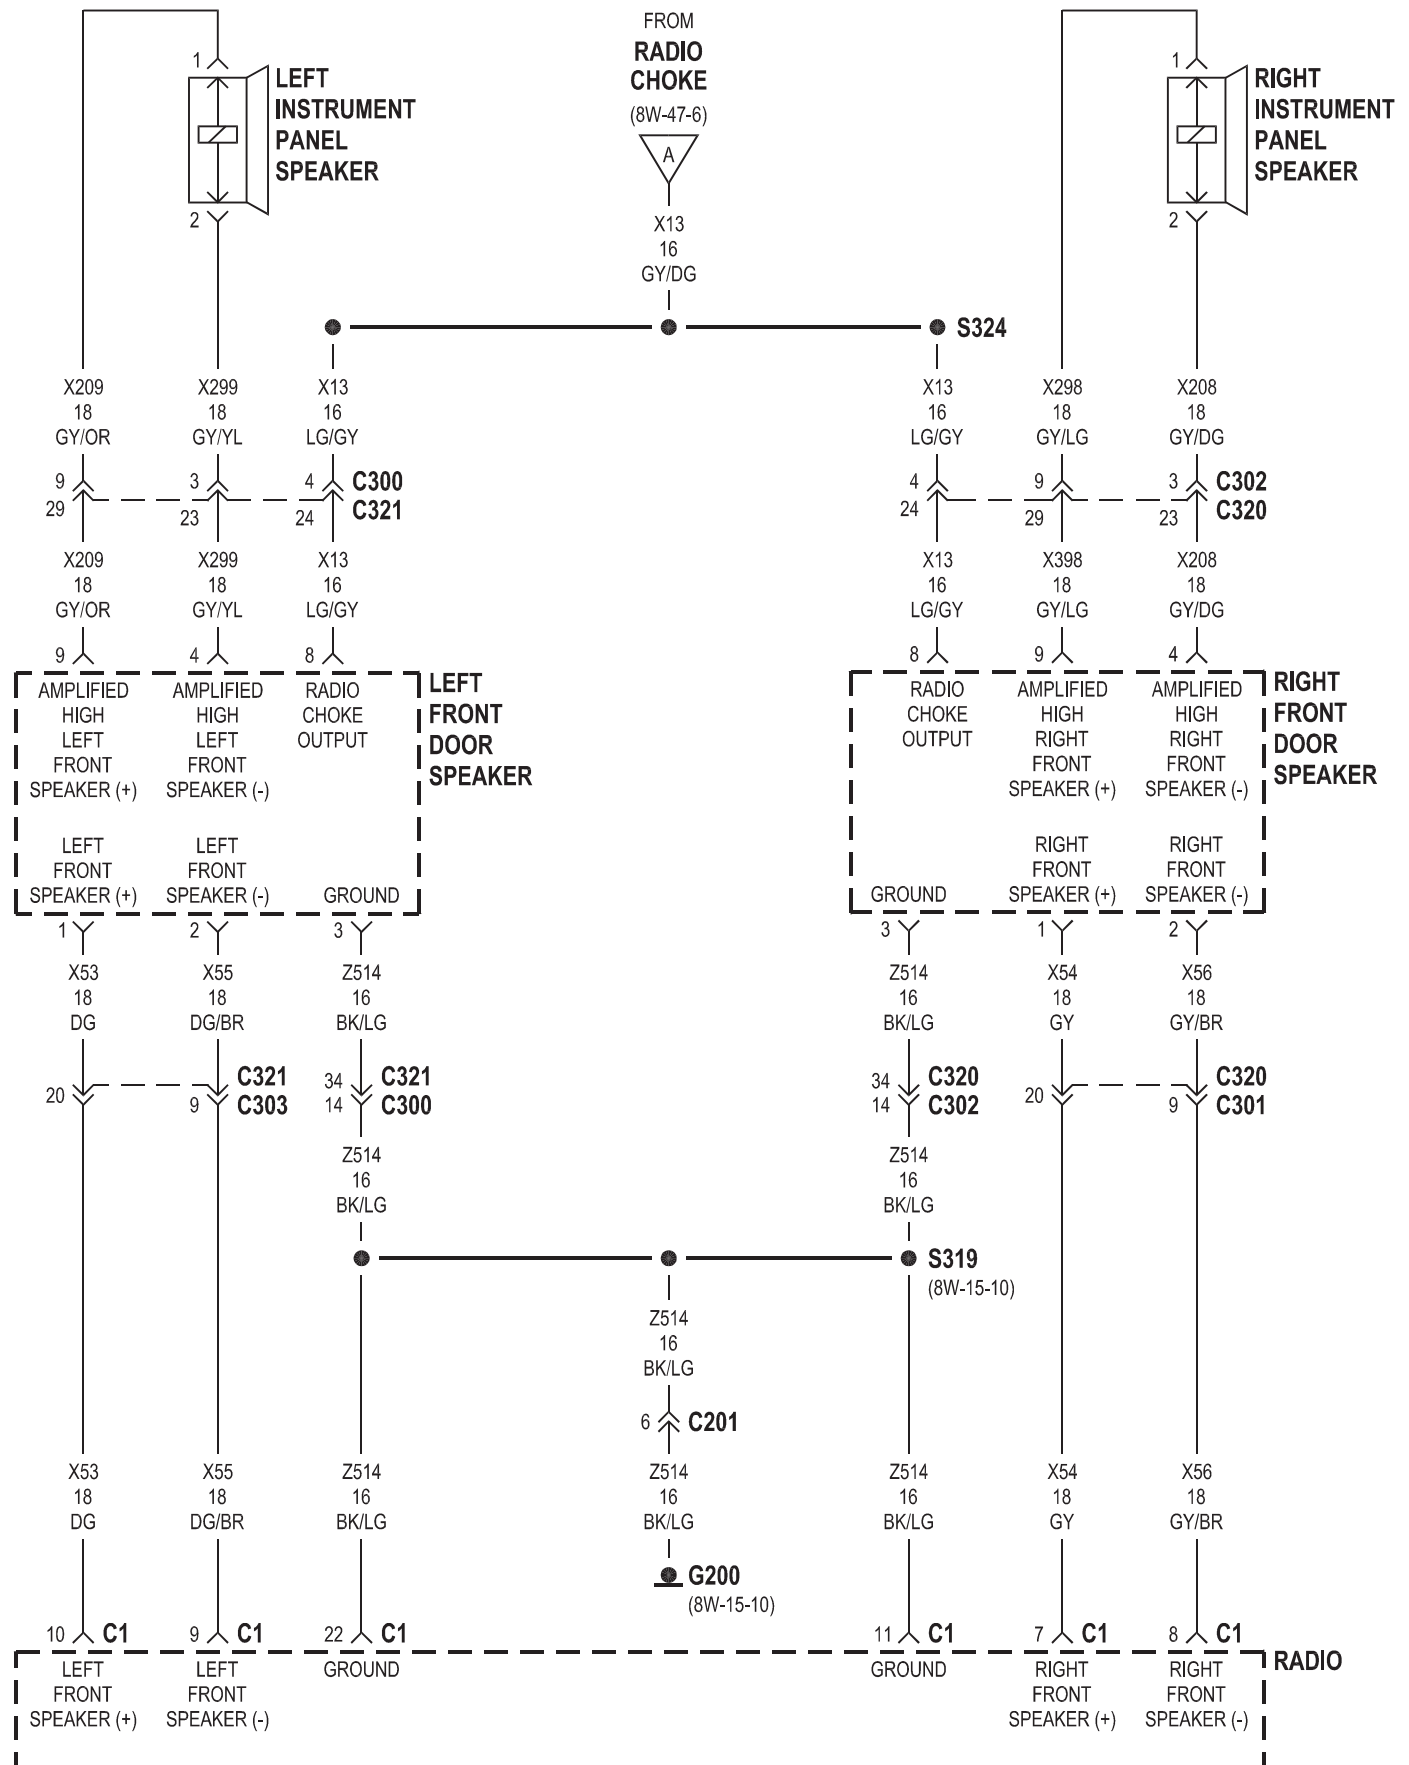 FROM
RADIO
CHOKE
(8W-47-6)
A
X13
16
GY/DG
1
LEFT
INSTRUMENT
PANEL
SPEAKER
2
1
RIGHT
INSTRUMENT
PANEL
SPEAKER
2
S324
X209 X299 X13 X13 X298 X208
18 18 16 16 18 18
GY/OR GY/YL LG/GY LG/GY GY/LG GY/DG
9 3 4 C300 4 9 3 C302
29 23 24 C321 24 29 23 C320
X209 X299 X13 X13 X398 X208
18 18 16 16 18 18
GY/OR GY/YL LG/GY LG/GY GY/LG GY/DG
9 4 8 8 9 4
AMPLIFIED
HIGH
LEFT
FRONT
SPEAKER (+)
AMPLIFIED
HIGH
LEFT
FRONT
SPEAKER (-)
RADIO
CHOKE
OUTPUT
LEFT
FRONT
DOOR
SPEAKER
RADIO
CHOKE
OUTPUT
AMPLIFIED
HIGH
RIGHT
FRONT
SPEAKER (+)
AMPLIFIED
HIGH
RIGHT
FRONT
SPEAKER (-)
RIGHT
FRONT
DOOR
SPEAKER
LEFT
FRONT
SPEAKER (+)
LEFT
FRONT
SPEAKER (-)
GROUND
GROUND
RIGHT
FRONT
SPEAKER (+)
RIGHT
FRONT
SPEAKER (-)
1 2 3 3 1 2
X53 X55 Z514 Z514 X54 X56
18 18 16 16 18 18
DG DG/BR BK/LG BK/LG GY GY/BR
C321 34 C321 34 C320 C320
20 9 C303 14 C300 14 C302 20 9 C301
Z514 Z514
16 16
BK/LG BK/LG
S319
(8W-15-10)
Z514
16
BK/LG
6 C201
X53 X55 Z514 Z514 Z514 X54 X56
18 18 16 16 16 18 18
DG DG/BR BK/LG BK/LG BK/LG GY GY/BR
G200
(8W-15-10)
10 C1 9 C1 22 C1 11 C1 7 C1 8 C1
RADIO
LEFT
FRONT
SPEAKER (+)
LEFT
FRONT
SPEAKER (-)
GROUND
GROUND
RIGHT
FRONT
SPEAKER (+)
RIGHT
FRONT
SPEAKER (-)